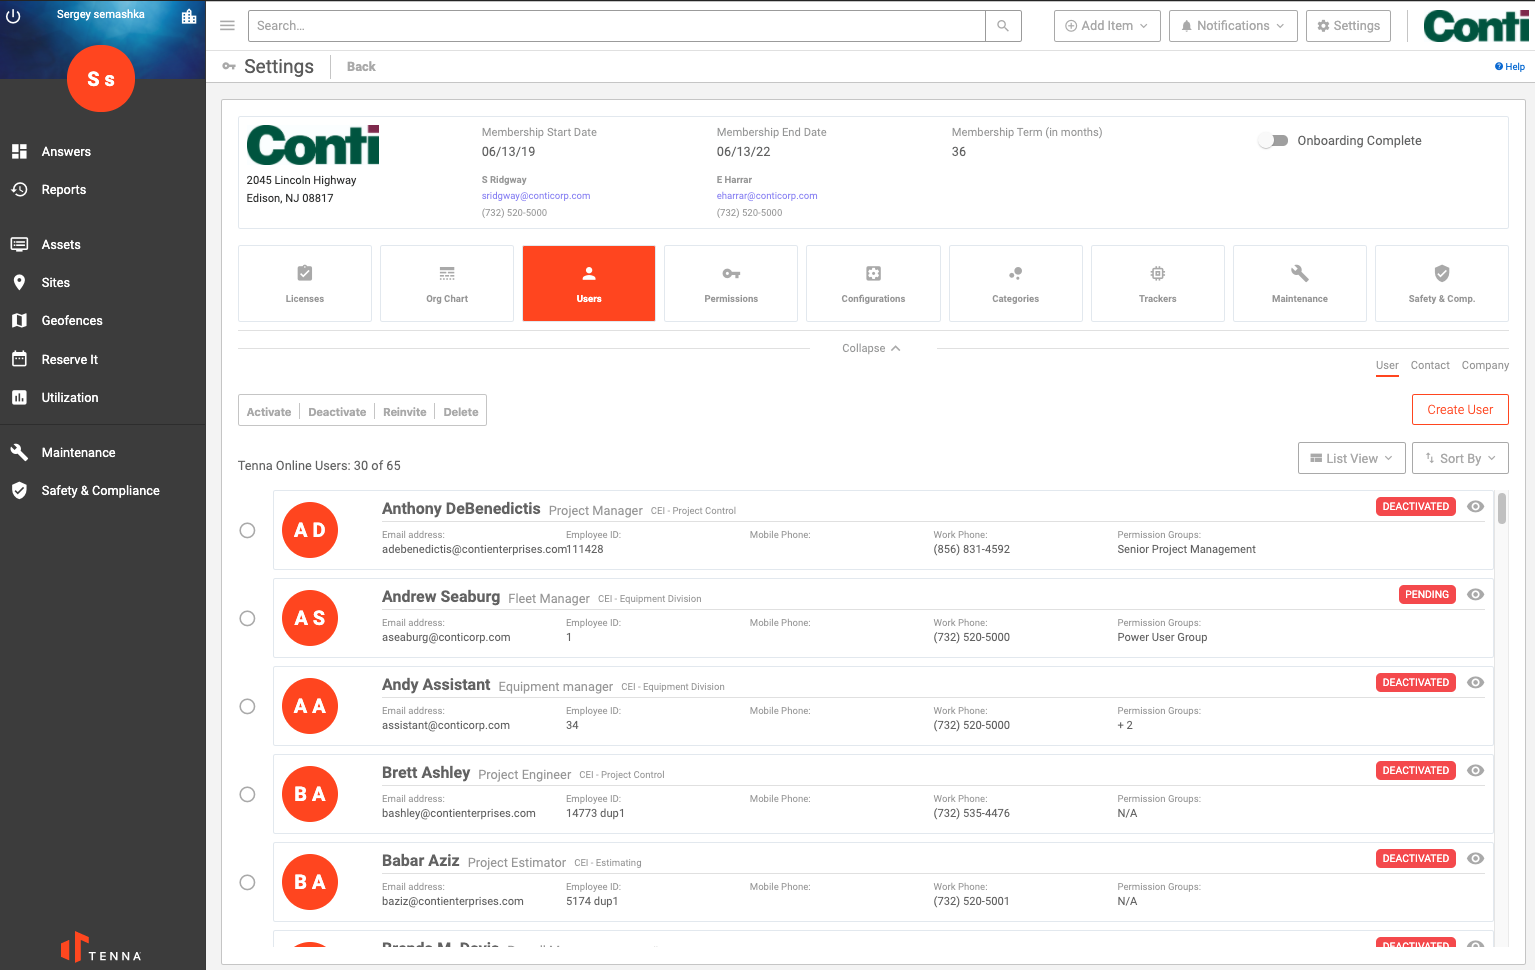 Sergey semashka
S s
Answers
Reports
Assets
Sites
Geofences
Reserve It
Utilization
Maintenance
Safety & Compliance
TENNA
Search...
Add Item
Notifications
Settings
Conti
Settings
Back
Help
Conti
2045 Lincoln Highway
Edison, NJ 08817
Membership Start Date
06/13/19
S Ridgway
sridgway@conticorp.com
(732) 520-5000
Membership End Date
06/13/22
E Harrar
eharrar@conticorp.com
(732) 520-5000
Membership Term (in months)
36
Onboarding Complete
Licenses
Org Chart
Users
Permissions
Configurations
Categories
Trackers
Maintenance
Safety & Comp.
Collapse
User Contact Company
Activate Deactivate Reinvite Delete
Create User
Tenna Online Users: 30 of 65
List View
Sort By
A D
Anthony DeBenedictis Project Manager CEI - Project Control
DEACTIVATED
Email address: Employee ID: Mobile Phone: Work Phone: Permission Groups:
adebenedictis@contienterprises.com 111428 (856) 831-4592 Senior Project Management
A S
Andrew Seaburg Fleet Manager CEI - Equipment Division
PENDING
Email address: Employee ID: Mobile Phone: Work Phone: Permission Groups:
aseaburg@conticorp.com 1 (732) 520-5000 Power User Group
A A
Andy Assistant Equipment manager CEI - Equipment Division
DEACTIVATED
Email address: Employee ID: Mobile Phone: Work Phone: Permission Groups:
assistant@conticorp.com 34 (732) 520-5000 + 2
B A
Brett Ashley Project Engineer CEI - Project Control
DEACTIVATED
Email address: Employee ID: Mobile Phone: Work Phone: Permission Groups:
bashley@contienterprises.com 14773 dup1 (732) 535-4476 N/A
B A
Babar Aziz Project Estimator CEI - Estimating
DEACTIVATED
Email address: Employee ID: Mobile Phone: Work Phone: Permission Groups:
baziz@contienterprises.com 5174 dup1 (732) 520-5001 N/A
Brenda M. Davis
DEACTIVATED